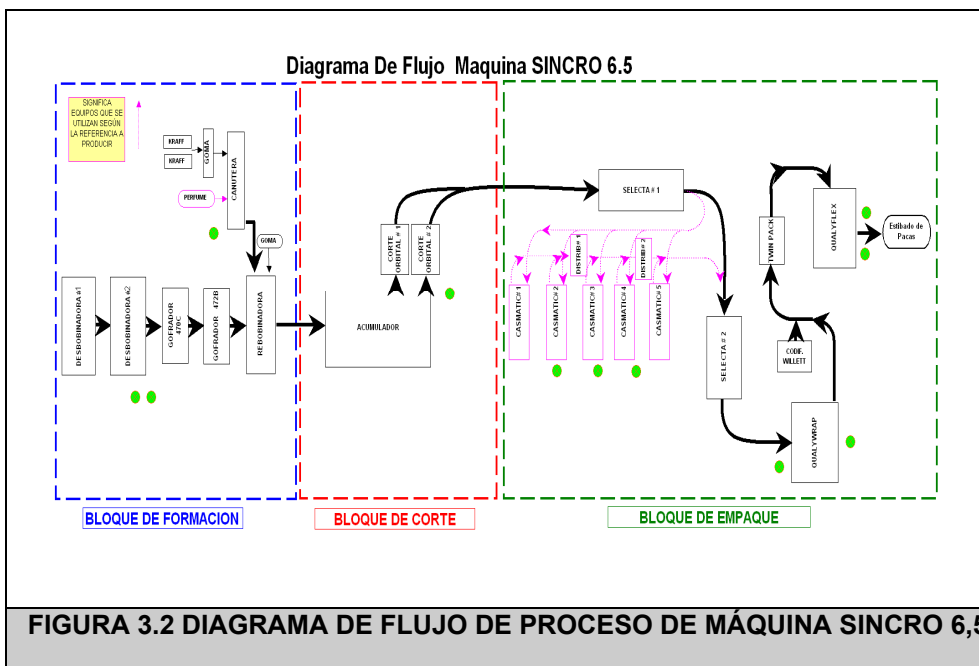 Diagrama De Flujo Maquina SINCRO 6.5
SIGNIFICA
EQUIPOS QUE SE
UTILIZAN SEGÚN
LA REFERENCIA A
PRODUCIR
KRAFF
KRAFF
GOMA
CANUTERA
PERFUME
GOMA
DESBOBINADORA #1
DESBOBINADORA #2
GOFRADOR
470C
GOFRADOR 472B
REBOBINADORA
BLOQUE DE FORMACION
CORTE
ORBITAL # 1
CORTE
ORBITAL # 2
ACUMULADOR
BLOQUE DE CORTE
SELECTA # 1
DISTRIB# 1
DISTRIB# 2
CASMATIC# 1
CASMATIC# 2
CASMATIC# 3
CASMATIC# 4
CASMATIC# 5
SELECTA # 2
TWIN PACK
QUALYFLEX
Estibado de
Pacas
CODIF.
WILLETT
QUALYWRAP
BLOQUE DE EMPAQUE
FIGURA 3.2 DIAGRAMA DE FLUJO DE PROCESO DE MÁQUINA SINCRO 6,5